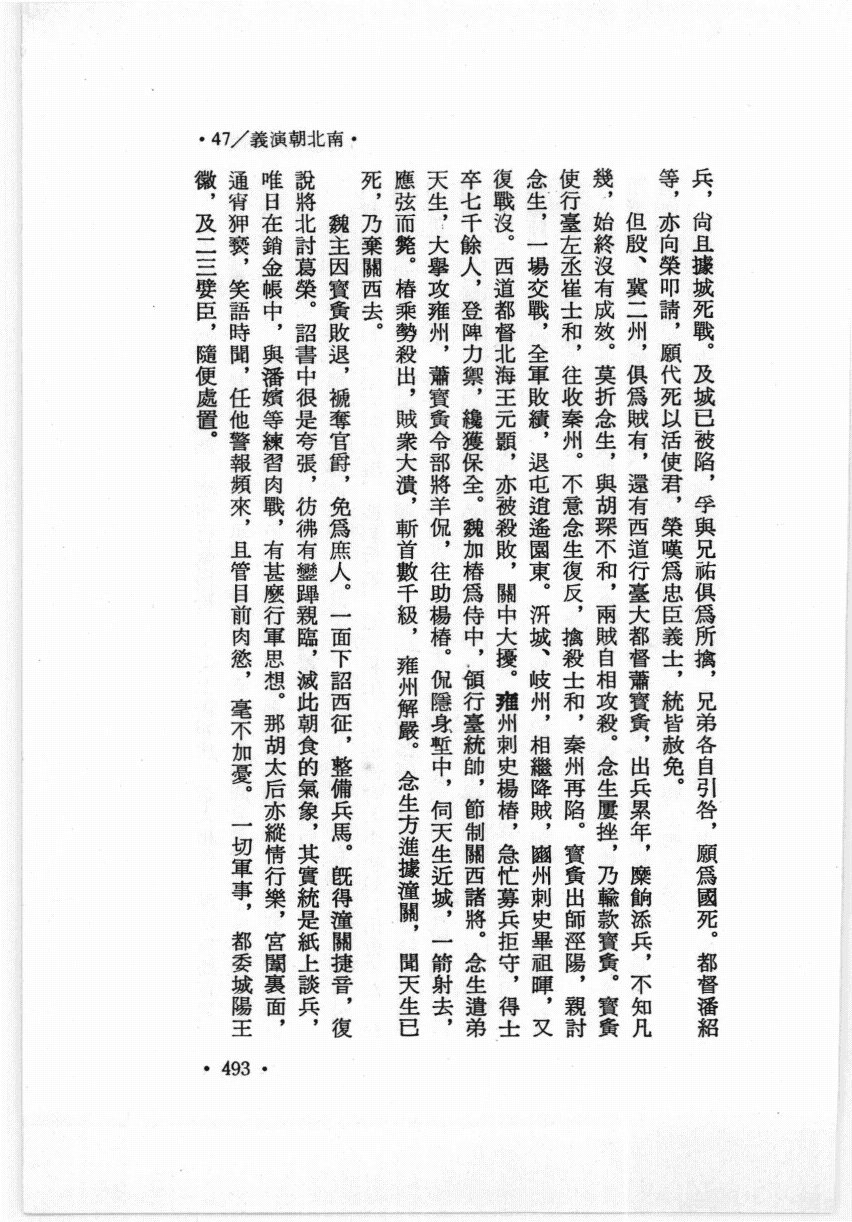 ·47/義演朝北南·
兵，尙且據城死戰。及城已被陷，孚與兄祐俱爲所擒，兄弟各自引咎，願爲國死。都督潘紹
等，亦向榮叩請，願代死以活使君，榮嘆爲忠臣義士，統皆赦免。
但殷、冀二州，俱爲賊有，還有西道行臺大都督蕭寶夤，出兵累年，糜餉添兵，不知凡
幾，始終沒有成效。莫折念生，與胡琛不和，兩賊自相攻殺。念生屢挫，乃輸款寶夤。寶夤
使行臺左丞崔士和，往收秦州。不意念生復反，擒殺士和，秦州再陷。寶夤出師涇陽，親討
念生，一場交戰，全軍敗績，退屯逍遙園東。汧城、岐州，相繼降賊，豳州刺史畢祖暉，又
復戰沒。西道都督北海王元顥，亦被殺敗，關中大擾。雍州刺史楊椿，急忙募兵拒守，得士
卒七千餘人，登陴力禦，纔獲保全。魏加椿爲侍中，領行臺統帥，節制關西諸將。念生遣弟
天生，大擧攻雍州，蕭寶夤令部將羊侃，往助楊椿。侃隱身塹中，伺天生近城，一箭射去，
應弦而斃。椿乘勢殺出，賊衆大潰，斬首數千級，雍州解嚴。念生方進據潼關，聞天生已
死，乃棄關西去。
魏主因寶夤敗退，褫奪官爵，免爲庶人。一面下詔西征，整備兵馬。旣得潼關捷音，復
說將北討葛榮。詔書中很是夸張，彷彿有鑾蹕親臨，滅此朝食的氣象，其實統是紙上談兵，
唯日在銷金帳中，與潘嬪等練習肉戰，有甚麼行軍思想。那胡太后亦縱情行樂，宮闈裏面，
通宵狎褻，笑語時聞，任他警報頻來，且管目前肉慾，毫不加憂。一切軍事，都委城陽王
徽，及二三嬖臣，隨便處置。
·493·